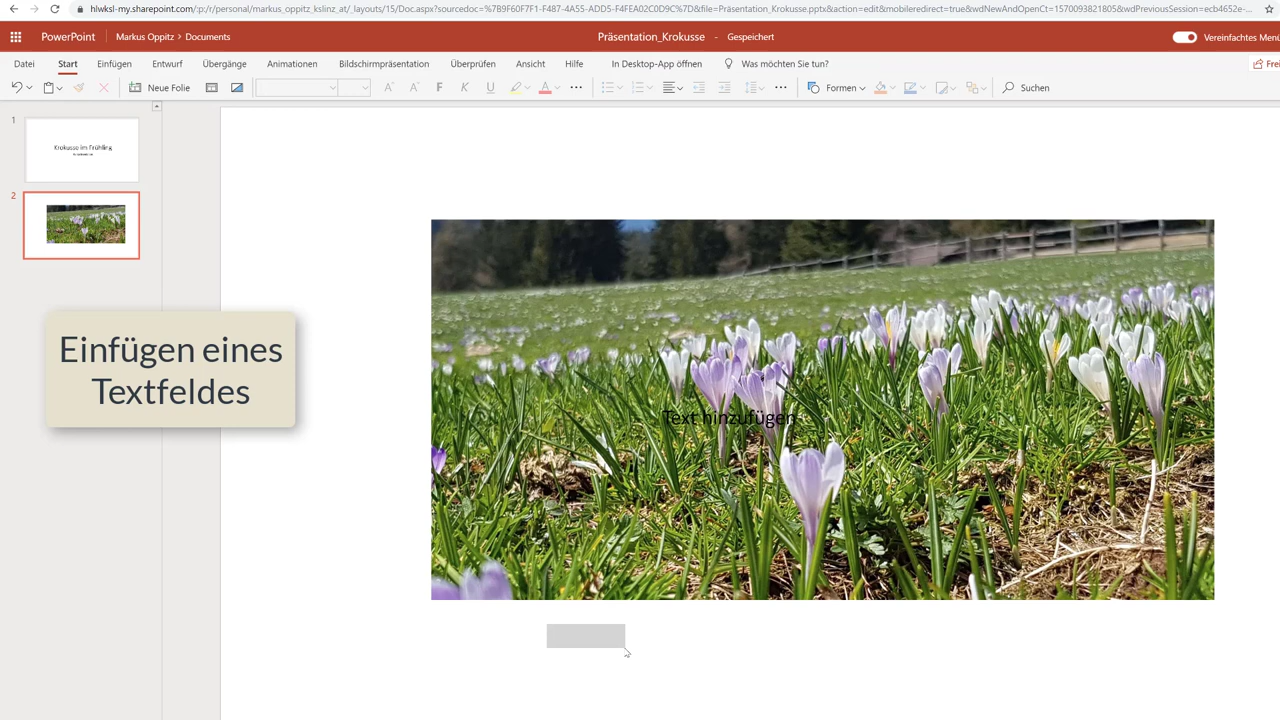 hlwksl-my.sharepoint.com/:p:/r/personal/markus_oppitz_kslinz_at/_layouts/15/Doc.aspx?sourcedoc=%7B9F60F7F1-F487-4A55-ADD5-F4FEA02C0D9C%7D&file=Präsentation_Krokusse.pptx&action=edit&mobileredirect=true&wdNewAndOpenCt=1570093821805&wdPreviousSession=ecb4652e-...
PowerPoint Markus Oppitz > Documents Präsentation_Krokusse - Gespeichert Vereinfachtes Menü
Datei Start Einfügen Entwurf Übergänge Animationen Bildschirmpräsentation Überprüfen Ansicht Hilfe In Desktop-App öffnen Was möchten Sie tun? Frei
Neue Folie F K U A Formen Suchen
1
Krokusse im Frühling
2
Einfügen eines
Textfeldes
Text hinzufügen